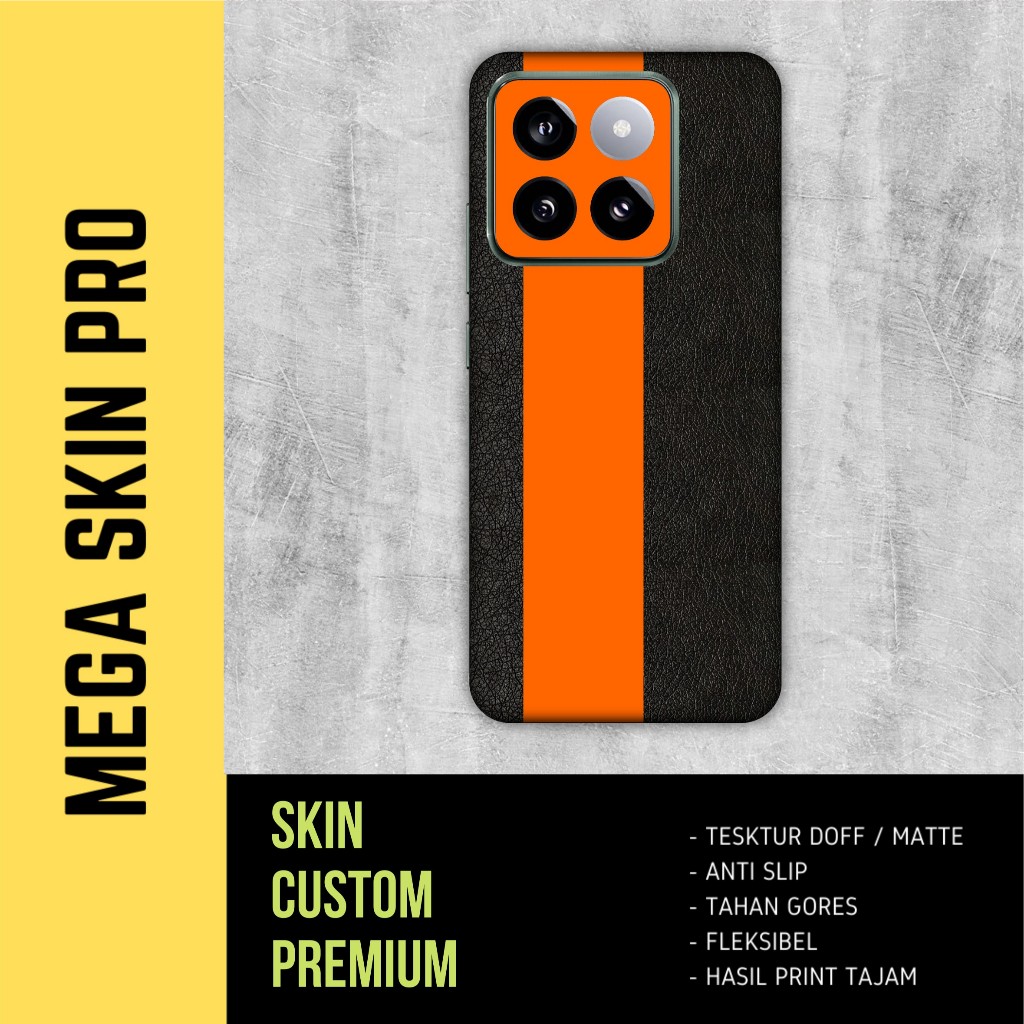 MEGA SKIN PRO
SKIN
CUSTOM
PREMIUM
- TESKTUR DOFF / MATTE
- ANTI SLIP
- TAHAN GORES
- FLEKSIBEL
- HASIL PRINT TAJAM